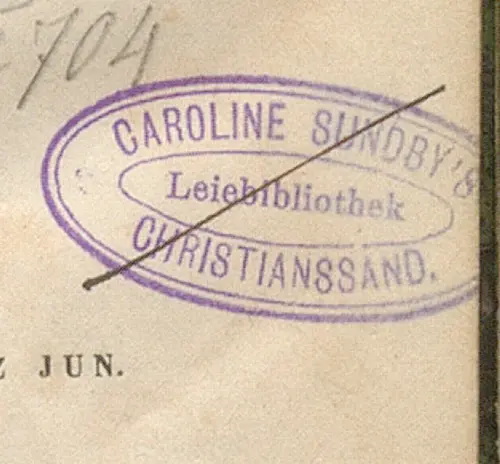 704
CAROLINE SUNDBY'S
Leiebibliothek
CHRISTIANSSAND.
JUN.